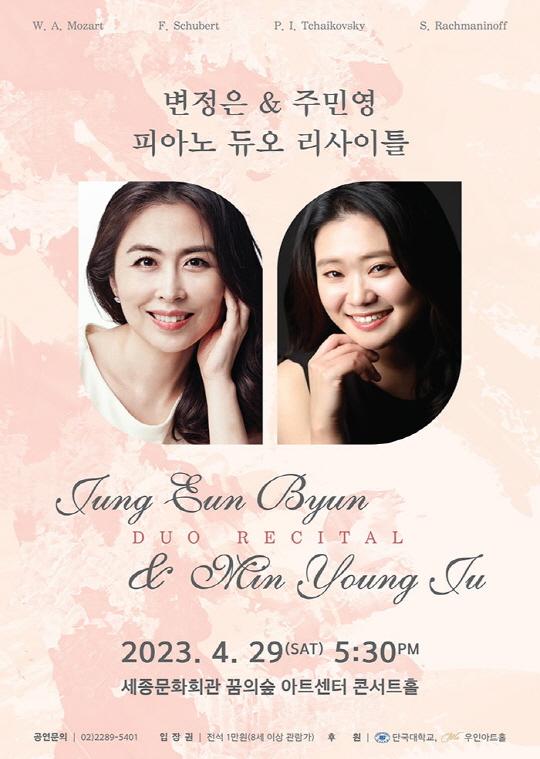 W. A. Mozart F. Schubert P. I. Tchaikovsky S. Rachmaninoff
변정은 & 주민영
피아노 듀오 리사이틀
Jung Eun Byun
DUO RECITAL
& Min Young Ju
2023. 4. 29(SAT) 5:30PM
세종문화회관 꿈의숲 아트센터 콘서트홀
공연문의 | 02)2289-5401 입 장 권 | 전석 1만원(8세 이상 관람가) 후 원 | 단국대학교, 우인아트홀